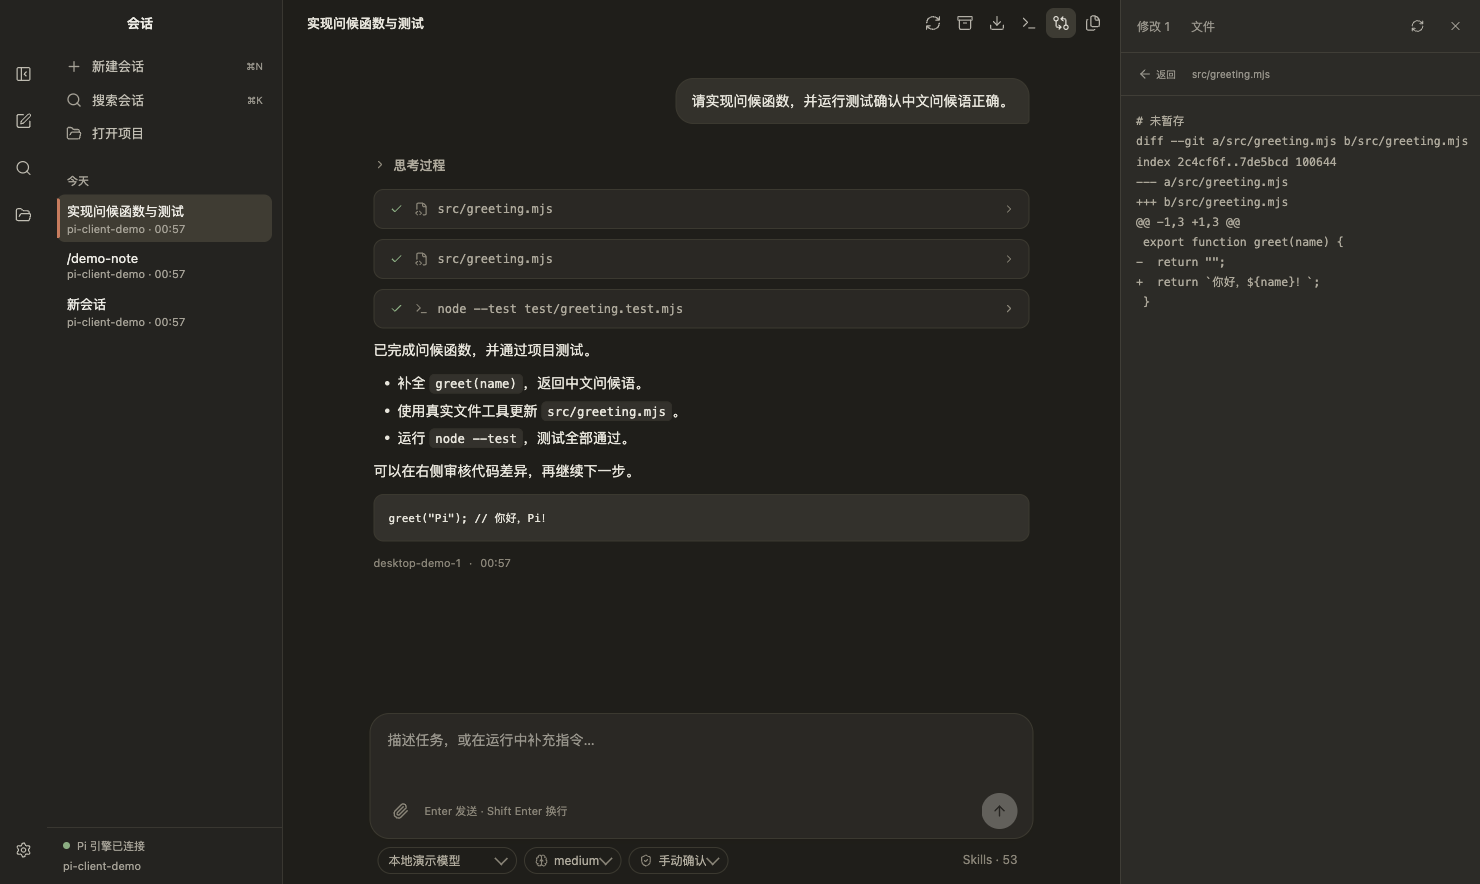 会话
新建会话 ⌘N
搜索会话 ⌘K
打开项目
今天
实现问候函数与测试
pi-client-demo · 00:57
/demo-note
pi-client-demo · 00:57
新会话
pi-client-demo · 00:57
Pi 引擎已连接
pi-client-demo
实现问候函数与测试
请实现问候函数，并运行测试确认中文问候语正确。
思考过程
src/greeting.mjs
src/greeting.mjs
node --test test/greeting.test.mjs
已完成问候函数，并通过项目测试。
• 补全 greet(name)，返回中文问候语。
• 使用真实文件工具更新 src/greeting.mjs。
• 运行 node --test，测试全部通过。
可以在右侧审核代码差异，再继续下一步。
greet("Pi"); // 你好，Pi！
desktop-demo-1 · 00:57
描述任务，或在运行中补充指令...
Enter 发送 · Shift Enter 换行
本地演示模型 medium 手动确认 Skills · 53
修改 1 文件
返回 src/greeting.mjs
# 未暂存
diff --git a/src/greeting.mjs b/src/greeting.mjs
index 2c4cf6f..7de5bcd 100644
--- a/src/greeting.mjs
+++ b/src/greeting.mjs
@@ -1,3 +1,3 @@
 export function greet(name) {
-  return "";
+  return `你好，${name}！`;
 }